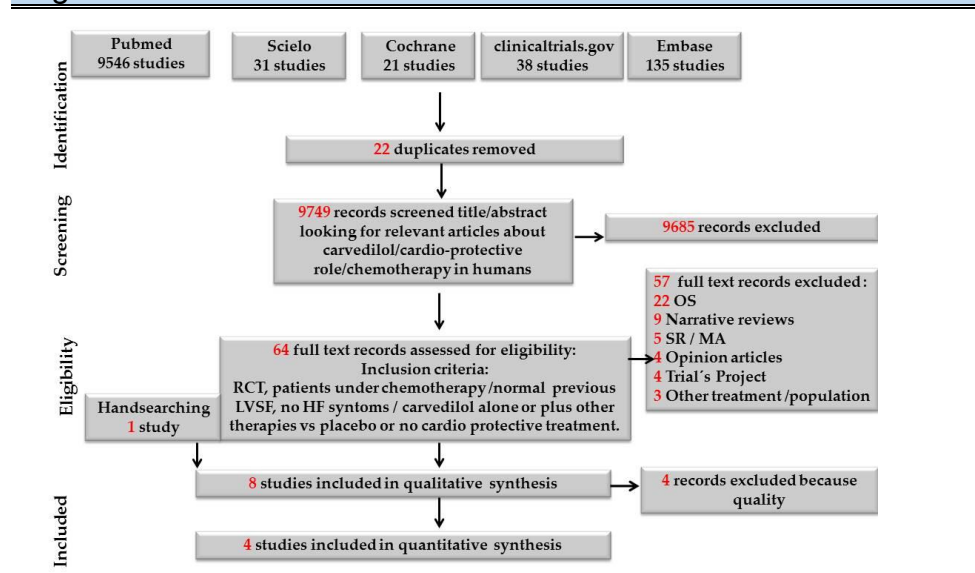 Pubmed
9546 studies
Scielo
31 studies
Cochrane
21 studies
clinicaltrials.gov
38 studies
Embase
135 studies
Identification
22 duplicates removed
Screening
9749 records screened title/abstract
looking for relevant articles about
carvedilol/cardio-protective
role/chemotherapy in humans
9685 records excluded
57 full text records excluded:
22 OS
9 Narrative reviews
5 SR / MA
4 Opinion articles
4 Trial´s Project
3 Other treatment/population
Eligibility
64 full text records assessed for eligibility:
Inclusion criteria:
RCT, patients under chemotherapy/normal previous
LVSF, no HF syntoms / carvedilol alone or plus other
therapies vs placebo or no cardio protective treatment.
Handsearching
1 study
8 studies included in qualitative synthesis
4 records excluded because
quality
Included
4 studies included in quantitative synthesis